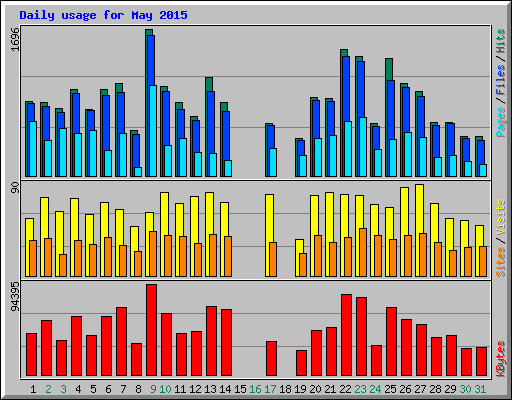 Daily usage for May 2015
1696
Pages / Files / Hits
90
Sites / Visits
94395
KBytes
1 2 3 4 5 6 7 8 9 10 11 12 13 14 15 16 17 18 19 20 21 22 23 24 25 26 27 28 29 30 31